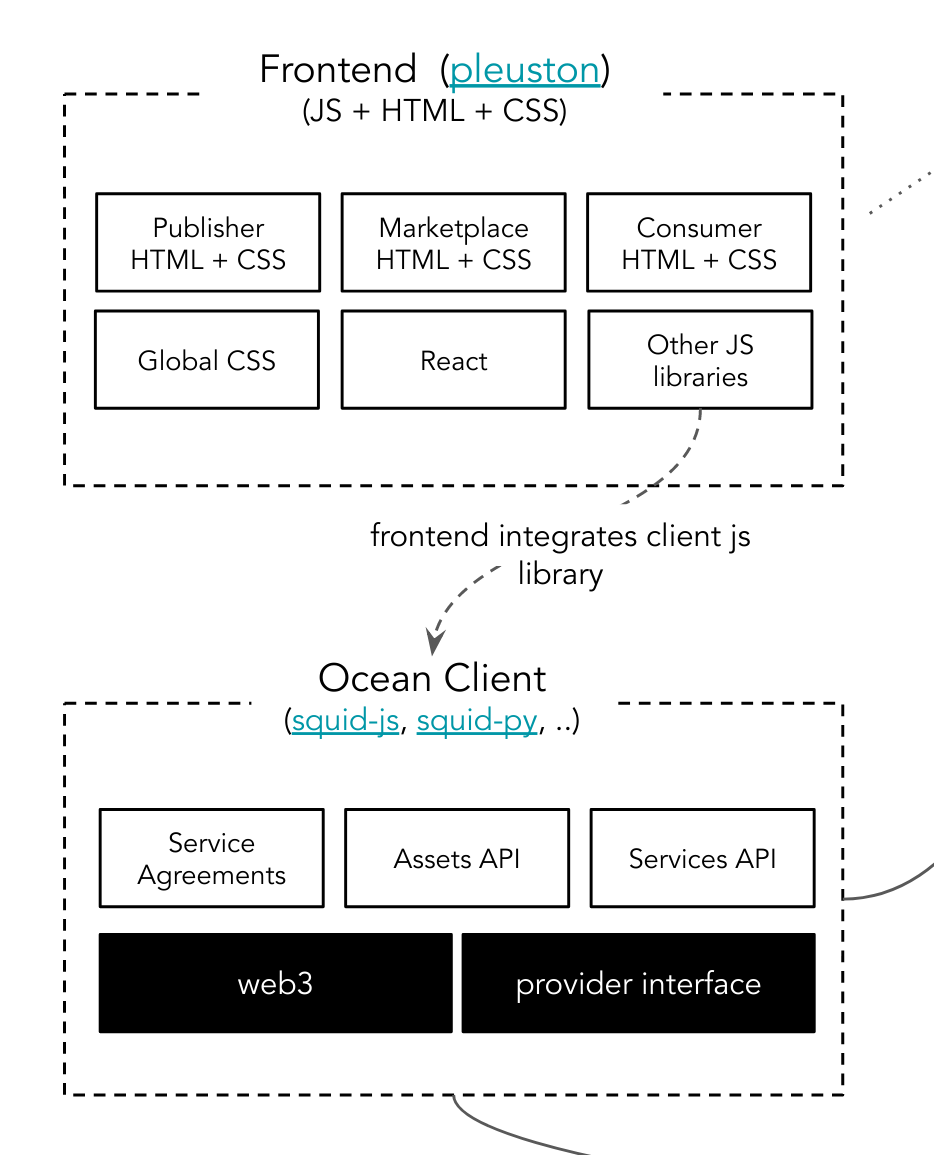 Frontend (pleuston)
(JS + HTML + CSS)
Publisher
HTML + CSS
Marketplace
HTML + CSS
Consumer
HTML + CSS
Global CSS
React
Other JS
libraries
frontend integrates client js
library
Ocean Client
(squid-js, squid-py, ..)
Service
Agreements
Assets API
Services API
web3
provider interface